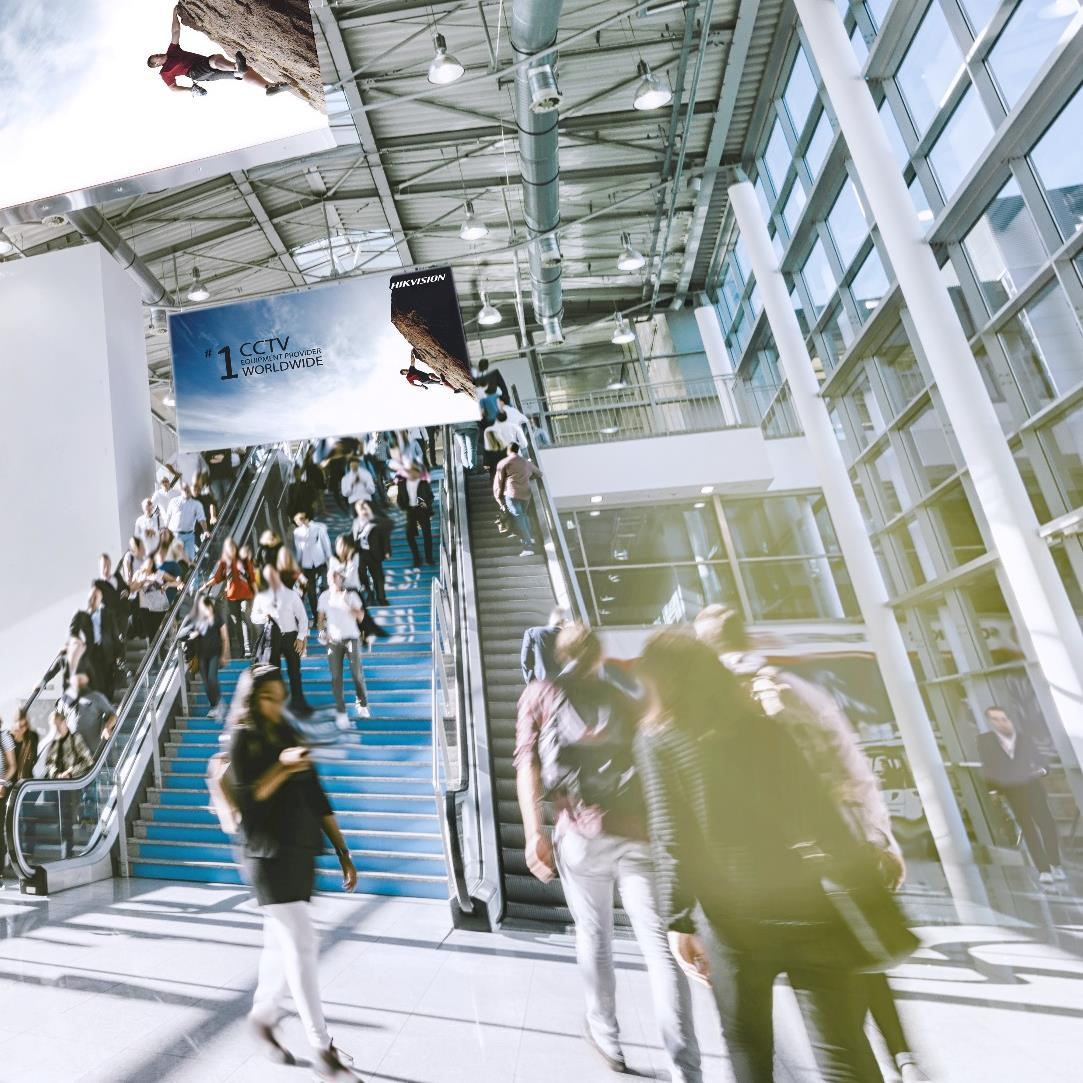 HIKVISION
#1 CCTV
EQUIPMENT PROVIDER
WORLDWIDE